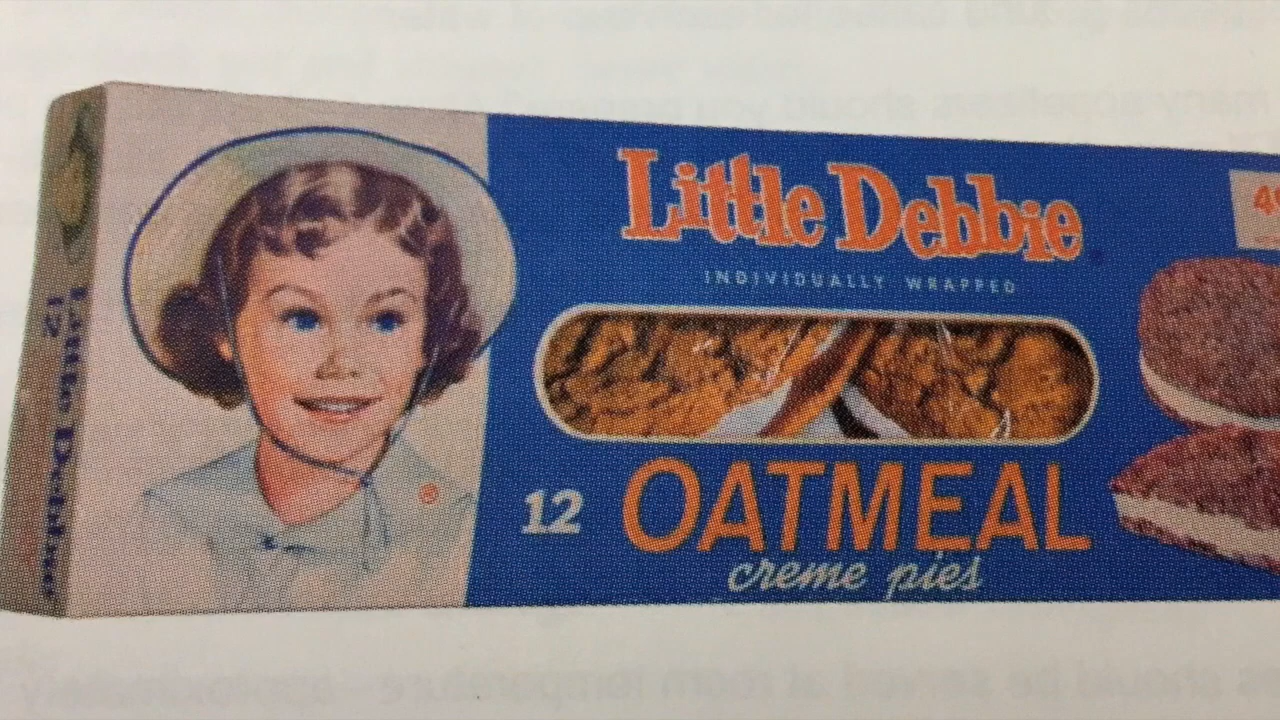 Little Debbie
INDIVIDUALLY WRAPPED
12 OATMEAL
creme pies
Little Debbie
12